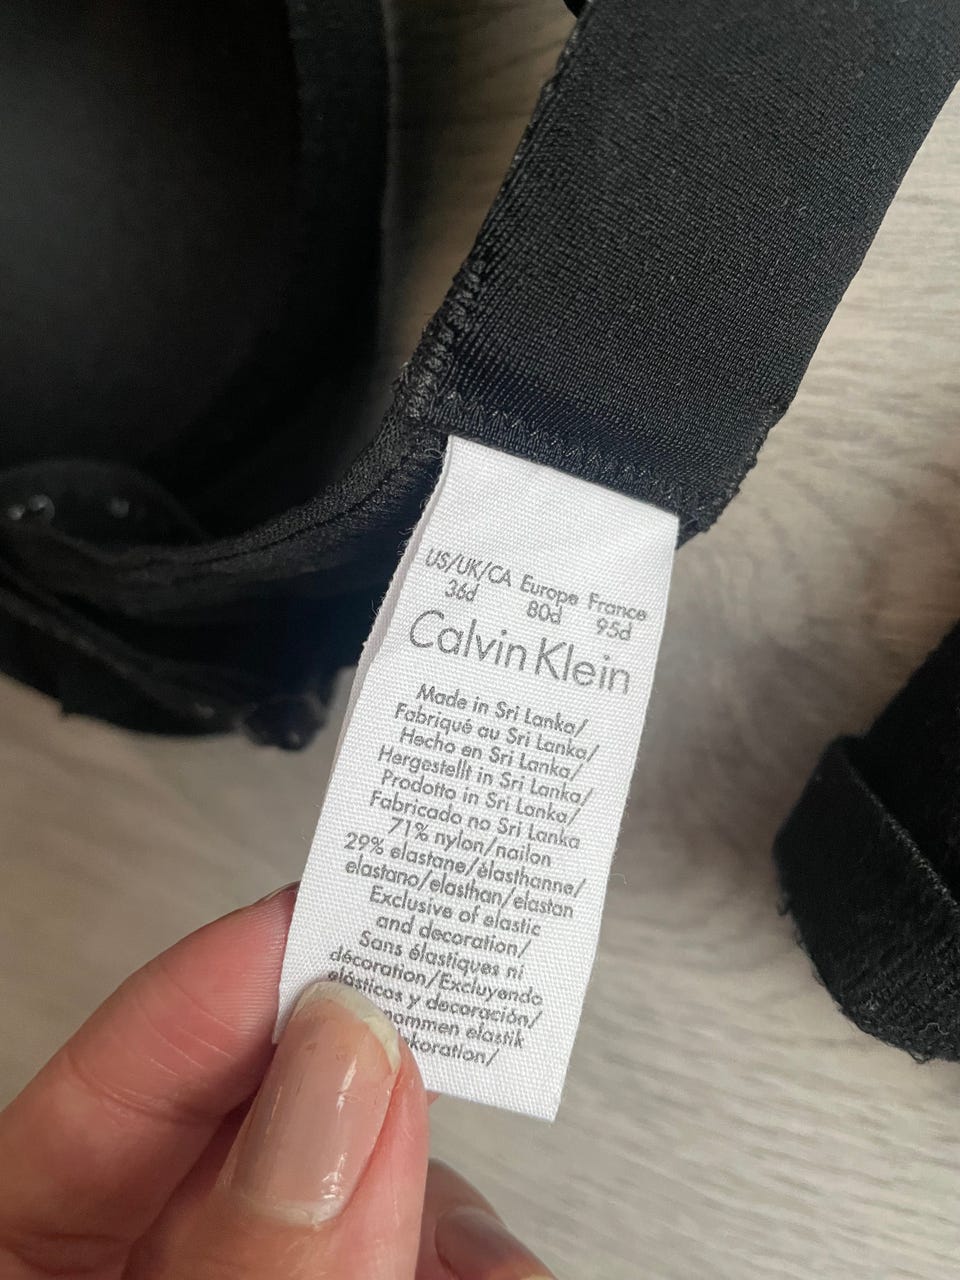 US/UK/CA Europe France
36d 80d 95d
Calvin Klein
Made in Sri Lanka/
Fabriqué au Sri Lanka/
Hecho en Sri Lanka/
Hergestellt in Sri Lanka/
Prodotto in Sri Lanka/
Fabricado no Sri Lanka
71% nylon/nailon
29% elastane/élasthanne/
elastano/elasthan/elastan
Exclusive of elastic
and decoration/
Sans élastiques ni
décoration/Excluyendo
elásticos y decoración/
elastik